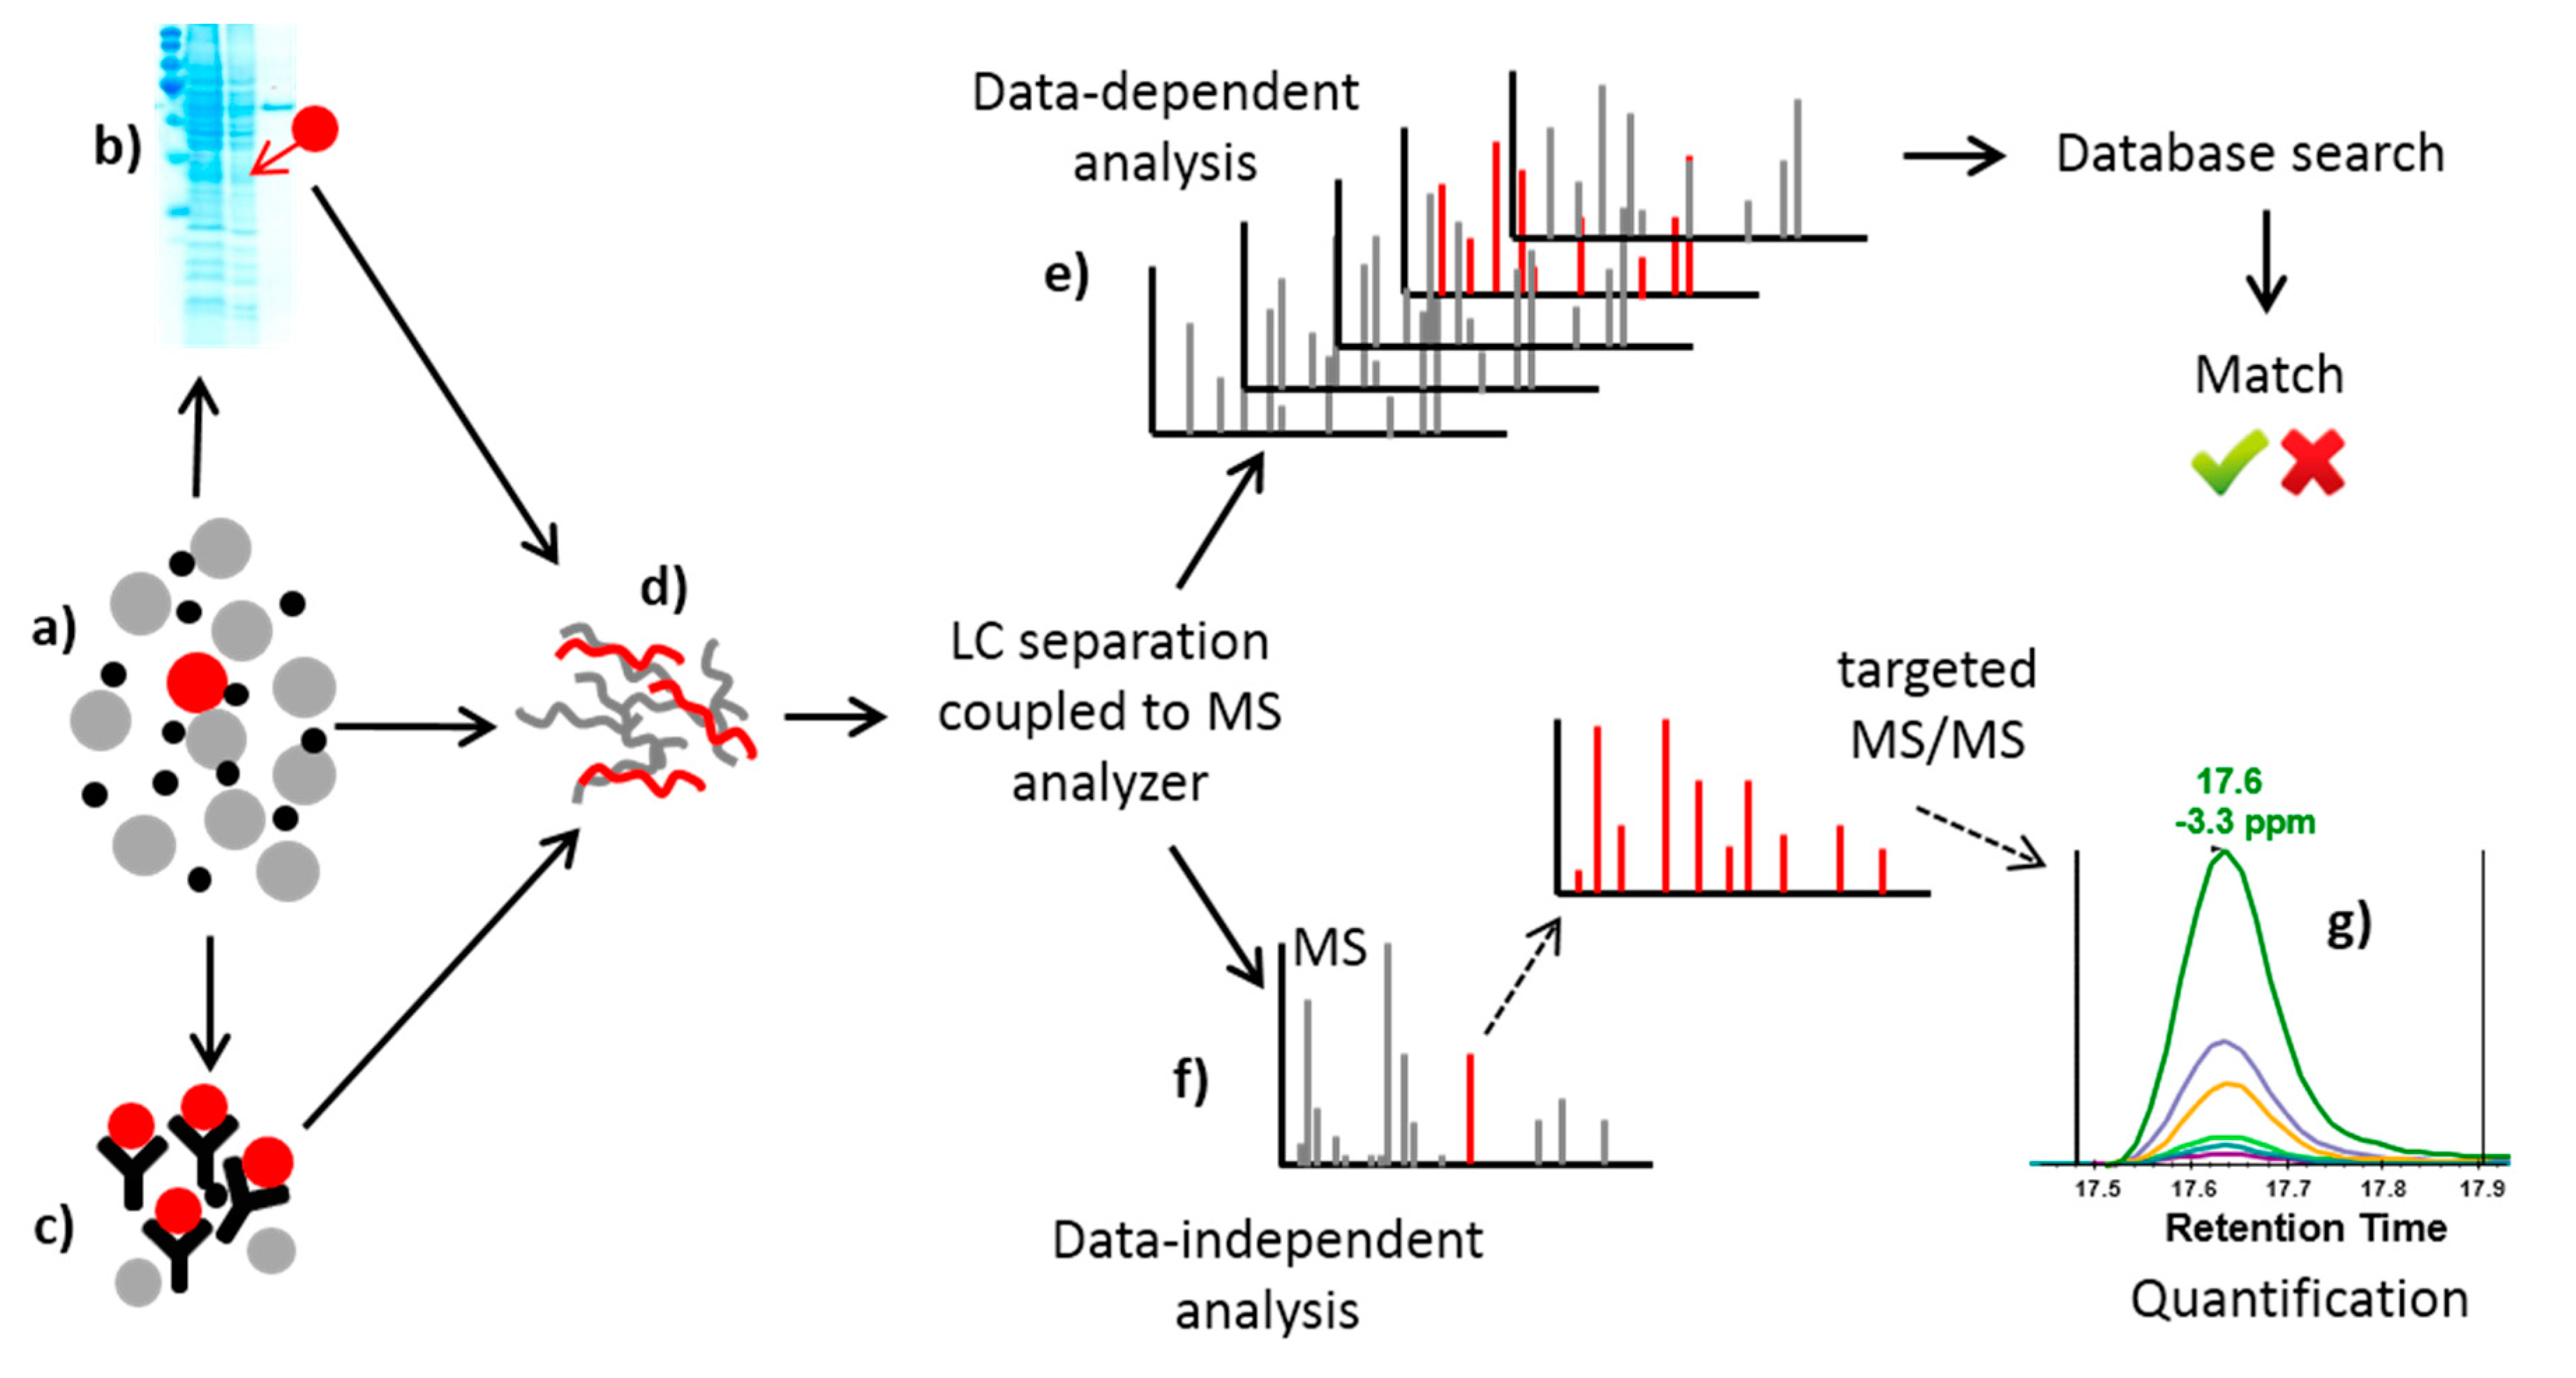 b)
a)
c)
d)
LC separation
coupled to MS
analyzer
Data-dependent
analysis
e)
Database search
Match
MS
f)
Data-independent
analysis
targeted
MS/MS
17.6
-3.3 ppm
g)
17.5 17.6 17.7 17.8 17.9
Retention Time
Quantification